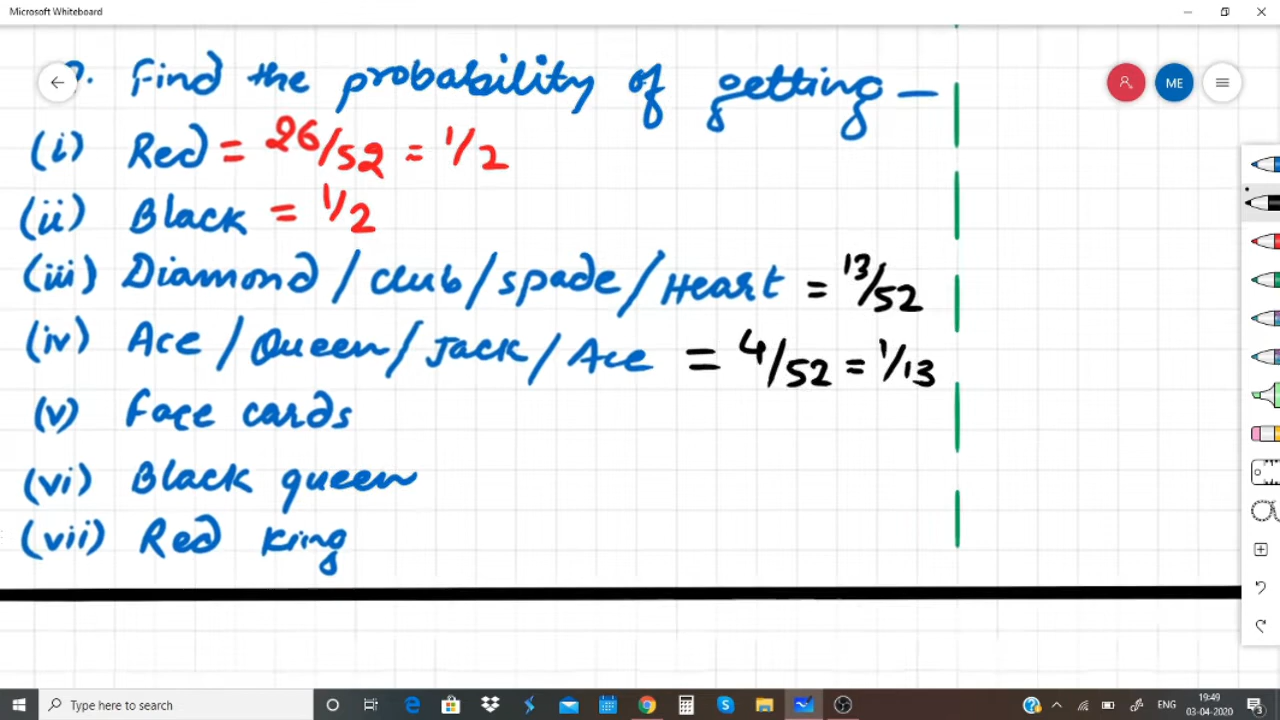 Microsoft Whiteboard
Find the probability of getting —
ME
(i) Red = 26/52 = 1/2
(ii) Black = 1/2
(iii) Diamond / club / spade / Heart = 13/52
(iv) Ace / Queen / Jack / Ace = 4/52 = 1/13
(v) Face cards
(vi) Black queen
(vii) Red king
Type here to search
ENG
19:49
03-04-2020
3